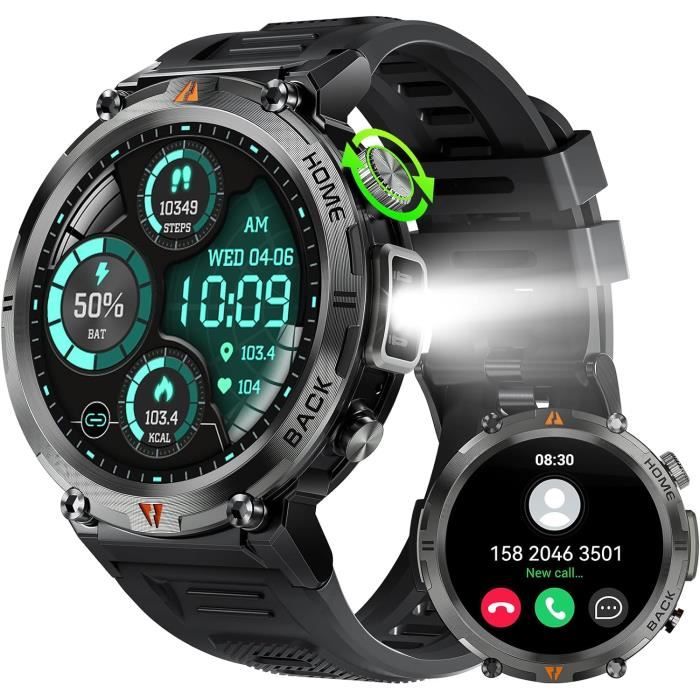 10349
STEPS
AM
WED 04-06
10:09
50%
BAT
103.4
104
103.4
KCAL
HOME
BACK
08:30
158 2046 3501
New call...
HOME
BACK